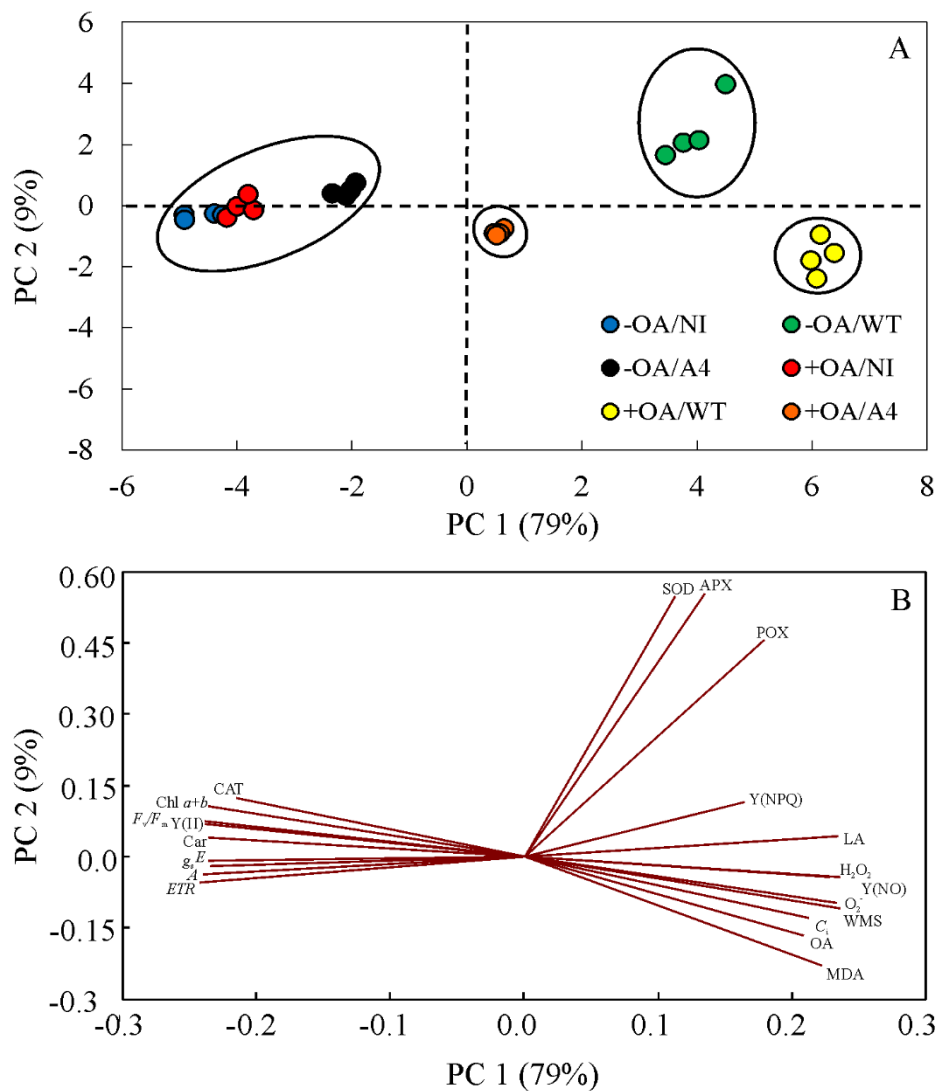 A
6
4
2
0
-2
-4
-6
-8
PC 2 (9%)
-OA/NI
-OA/WT
-OA/A4
+OA/NI
+OA/WT
+OA/A4
-6
-4
-2
0
2
4
6
8
PC 1 (79%)
B
0.60
0.45
0.30
0.15
0.0
-0.15
-0.3
PC 2 (9%)
SOD
APX
POX
CAT
Chl a+b
Fv/Fm
Y(II)
Car
gs
E
A
ETR
Y(NPQ)
LA
H₂O₂
Y(NO)
O₂⁻
WMS
Ci
OA
MDA
-0.3
-0.2
-0.1
0.0
0.1
0.2
0.3
PC 1 (79%)